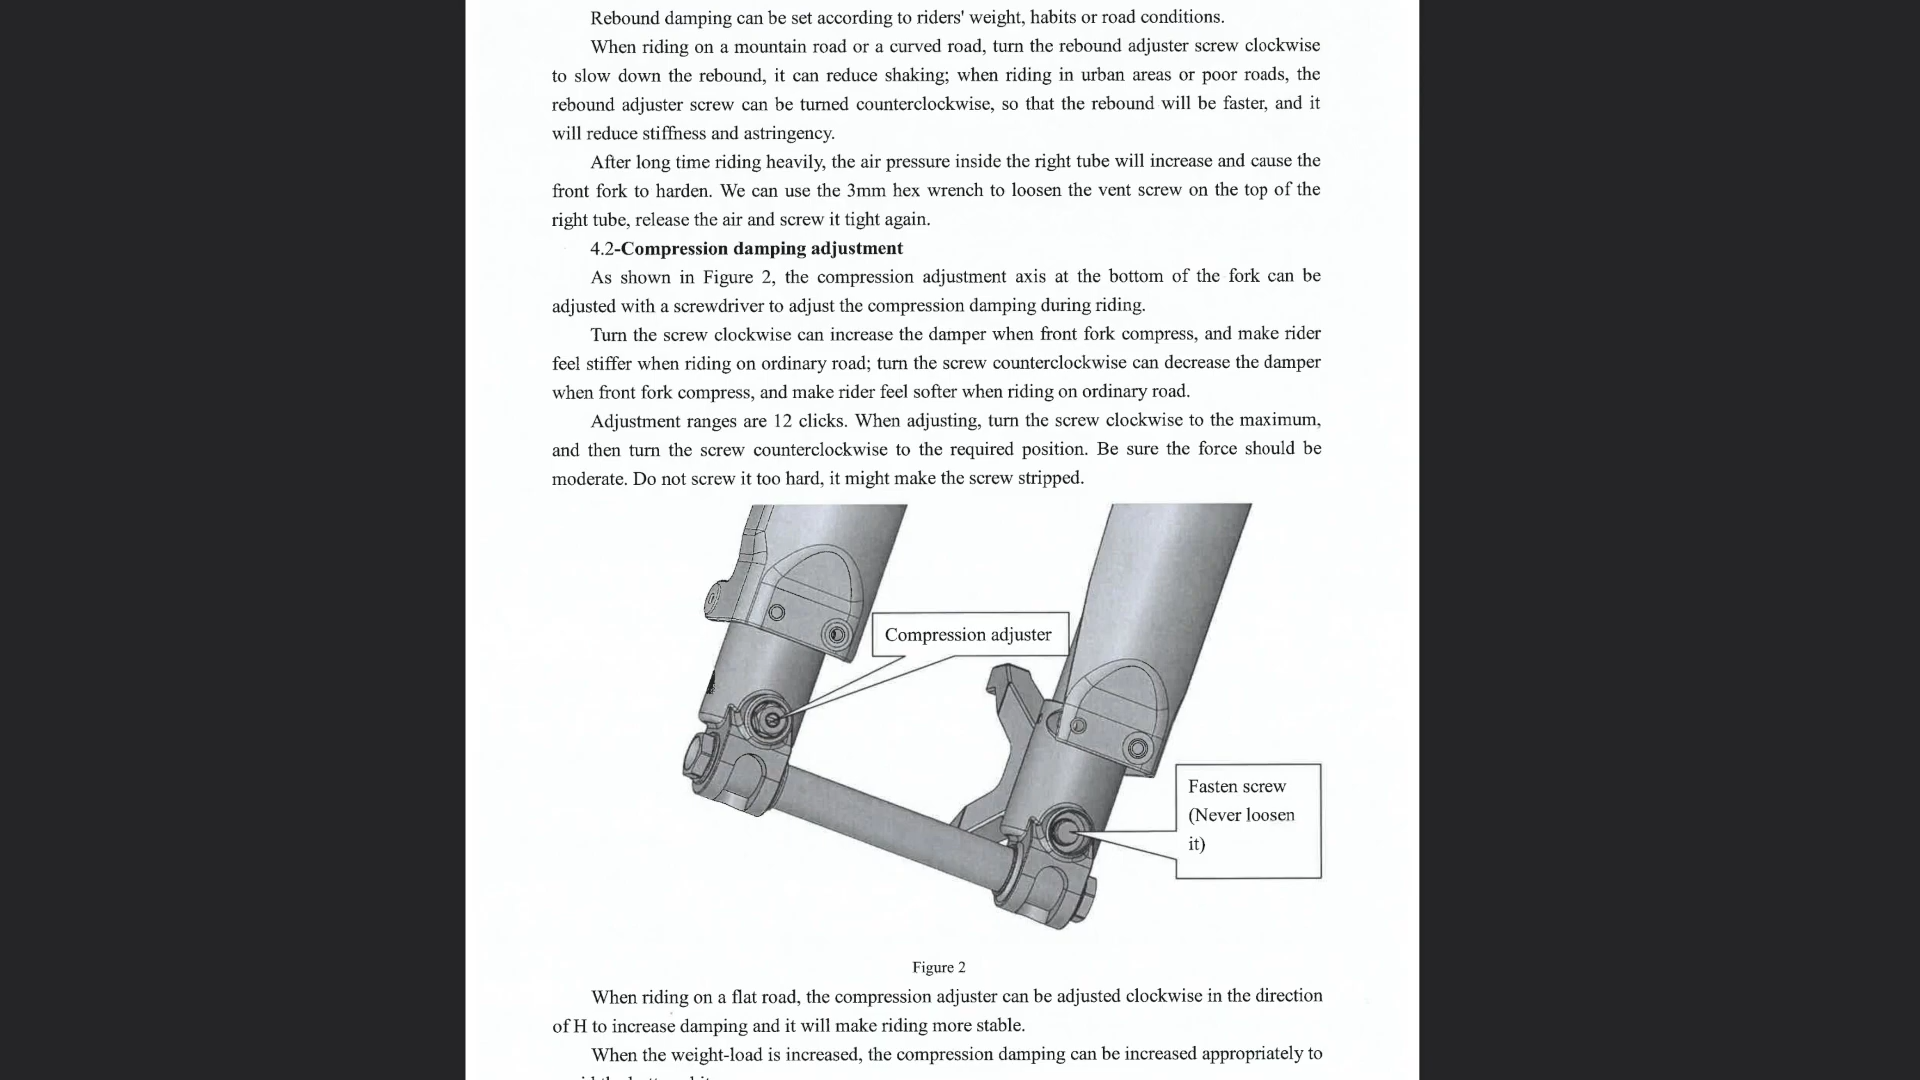 Rebound damping can be set according to riders' weight, habits or road conditions.
When riding on a mountain road or a curved road, turn the rebound adjuster screw clockwise
to slow down the rebound, it can reduce shaking; when riding in urban areas or poor roads, the
rebound adjuster screw can be turned counterclockwise, so that the rebound will be faster, and it
will reduce stiffness and astringency.
After long time riding heavily, the air pressure inside the right tube will increase and cause the
front fork to harden. We can use the 3mm hex wrench to loosen the vent screw on the top of the
right tube, release the air and screw it tight again.
4.2-Compression damping adjustment
As shown in Figure 2, the compression adjustment axis at the bottom of the fork can be
adjusted with a screwdriver to adjust the compression damping during riding.
Turn the screw clockwise can increase the damper when front fork compress, and make rider
feel stiffer when riding on ordinary road; turn the screw counterclockwise can decrease the damper
when front fork compress, and make rider feel softer when riding on ordinary road.
Adjustment ranges are 12 clicks. When adjusting, turn the screw clockwise to the maximum,
and then turn the screw counterclockwise to the required position. Be sure the force should be
moderate. Do not screw it too hard, it might make the screw stripped.
Compression adjuster
Fasten screw
(Never loosen
it)
Figure 2
When riding on a flat road, the compression adjuster can be adjusted clockwise in the direction
of H to increase damping and it will make riding more stable.
When the weight-load is increased, the compression damping can be increased appropriately to